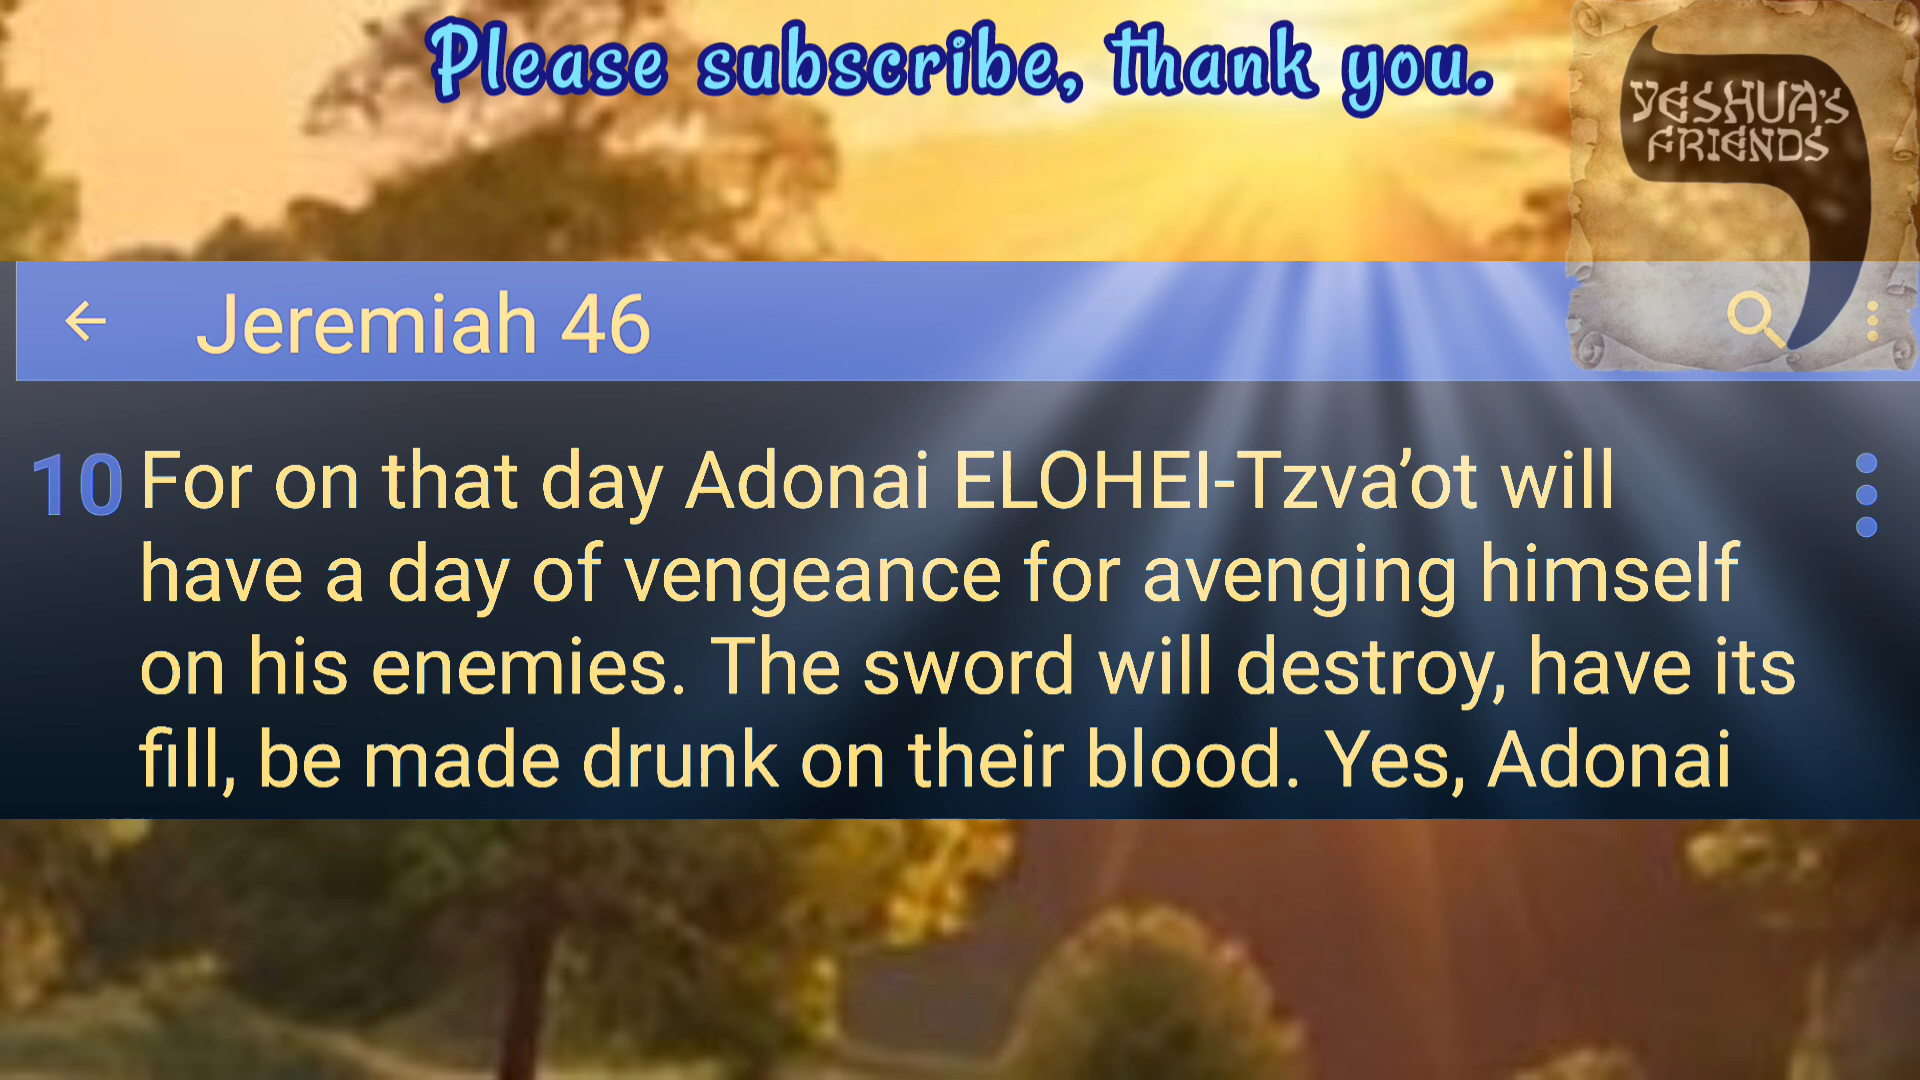 Please subscribe, thank you.
YESHUA'S
FRIENDS
Jeremiah 46
10 For on that day Adonai ELOHEI-Tzva’ot will
have a day of vengeance for avenging himself
on his enemies. The sword will destroy, have its
fill, be made drunk on their blood. Yes, Adonai